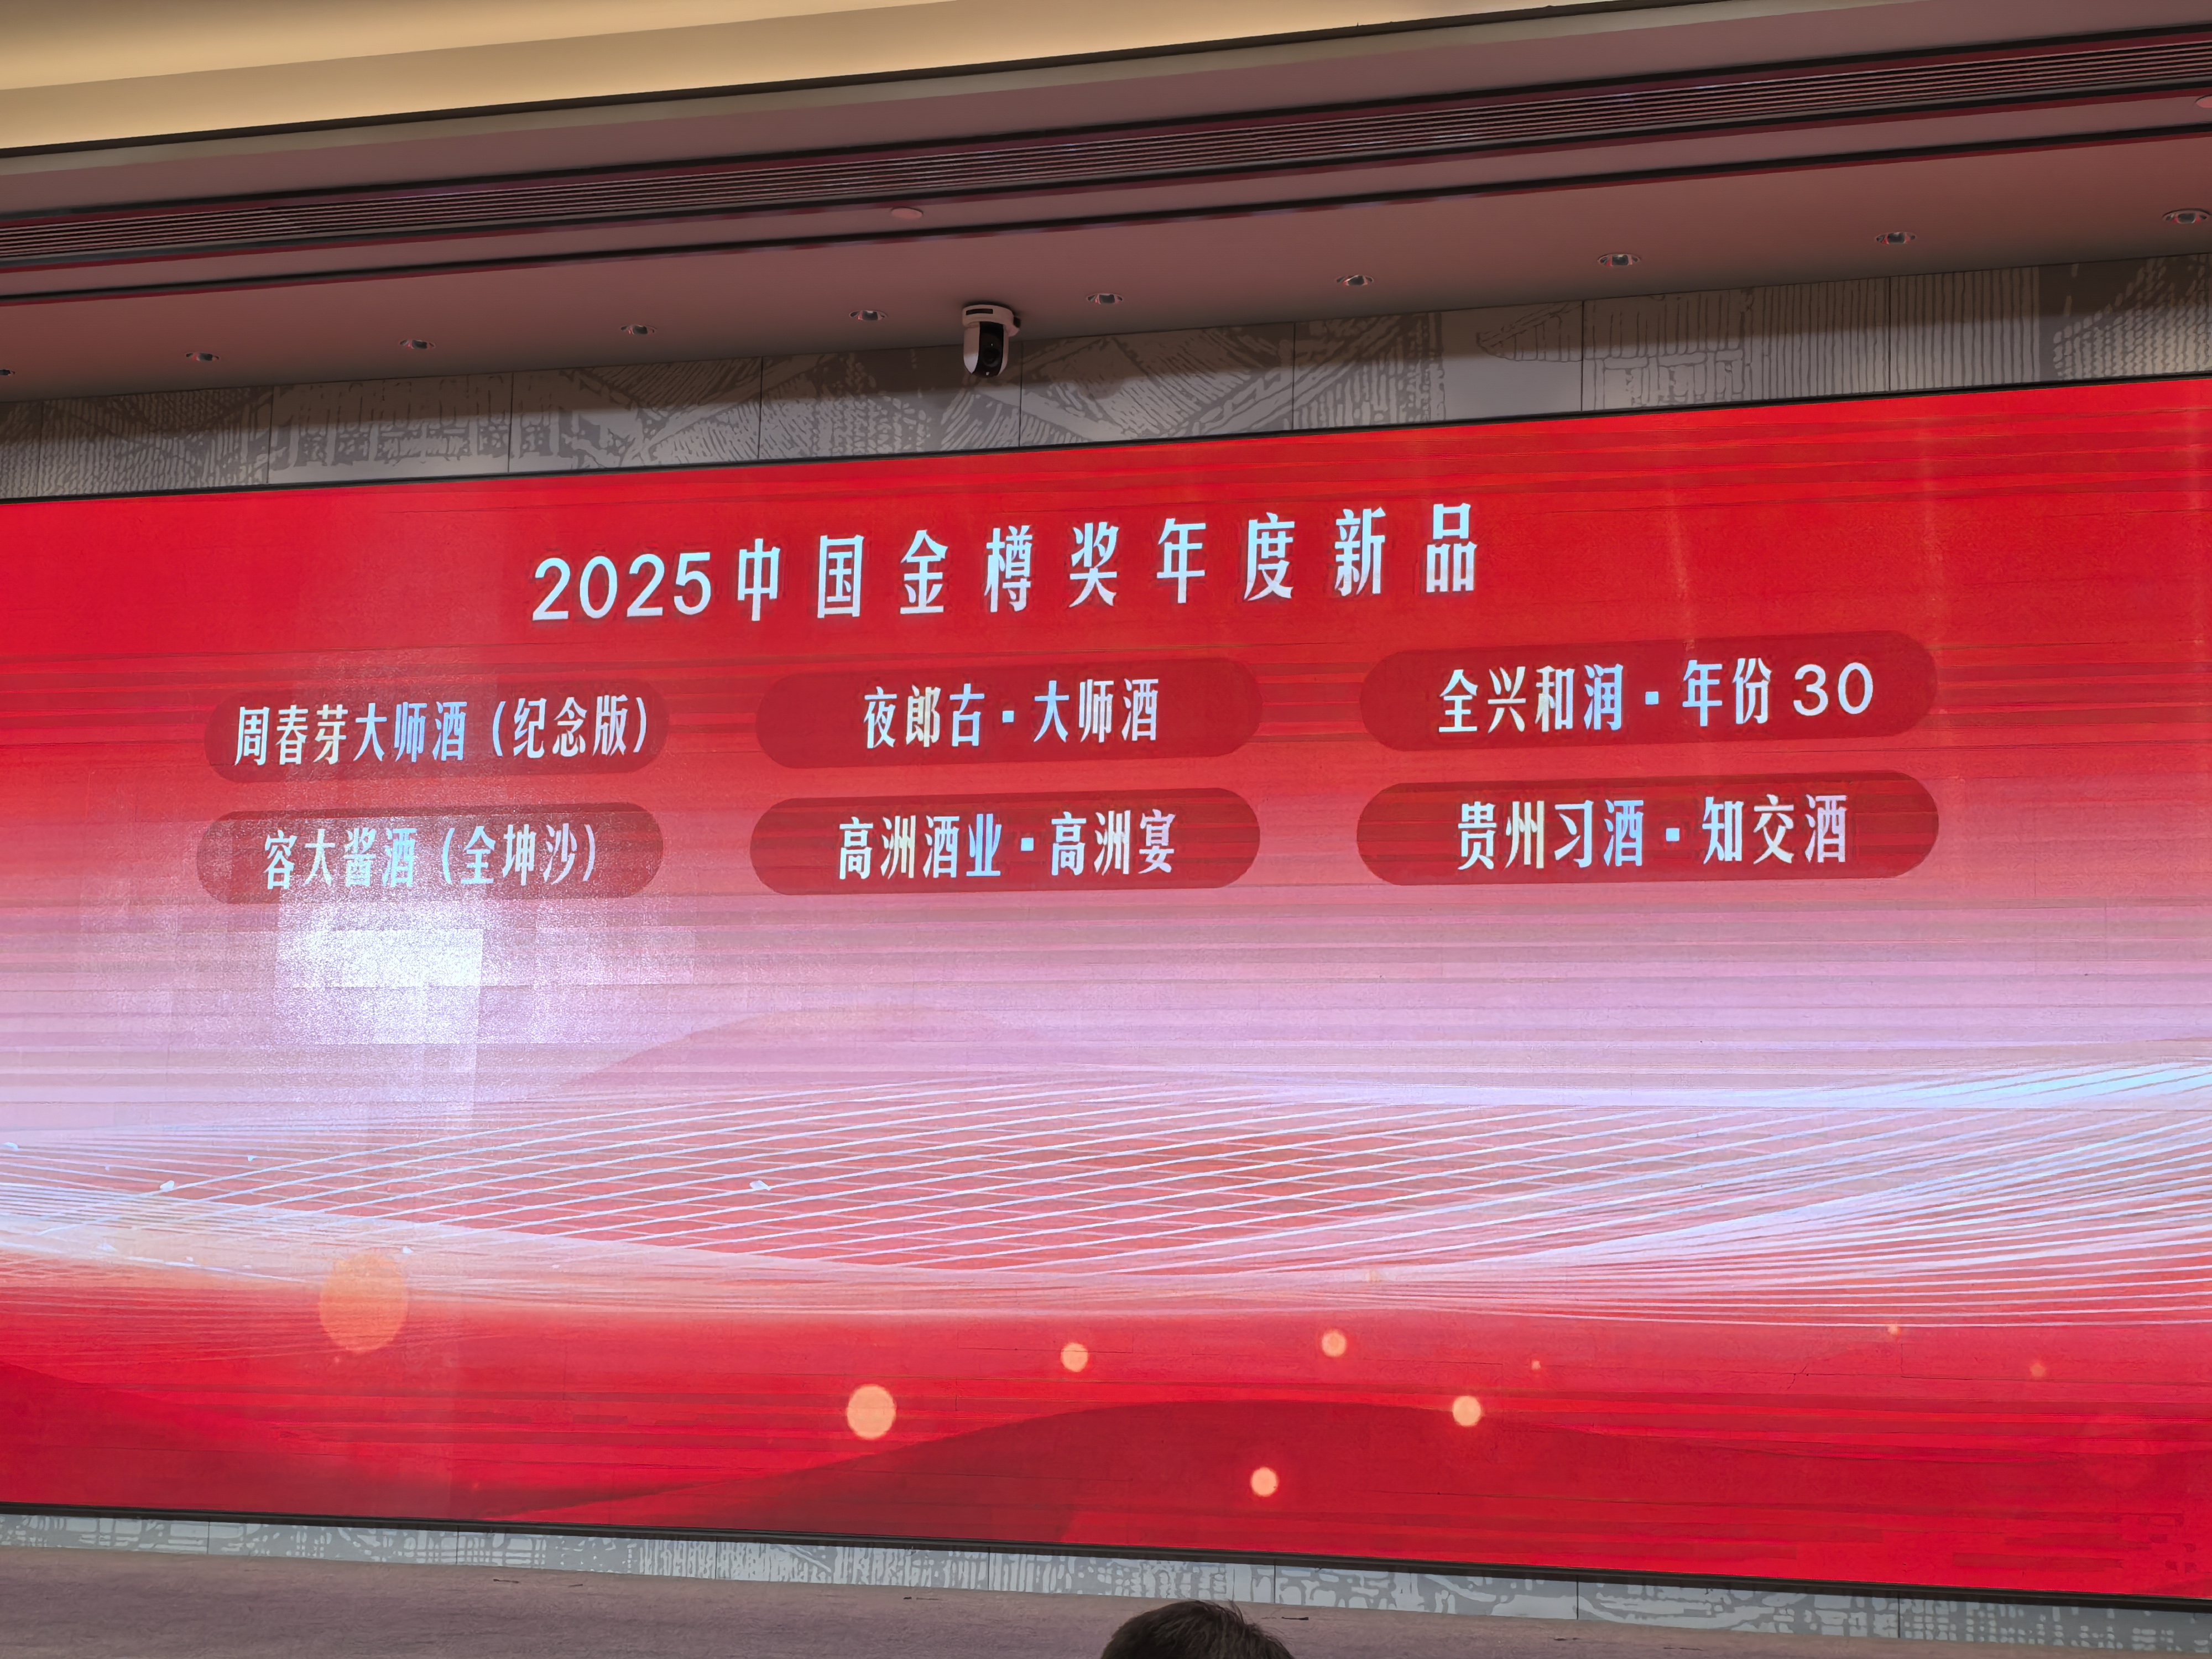 2025中国金樽奖年度新品
周春芽大师酒（纪念版）
夜郎古·大师酒
全兴和润·年份30
容大酱酒（全坤沙）
高洲酒业·高洲宴
贵州习酒·知交酒